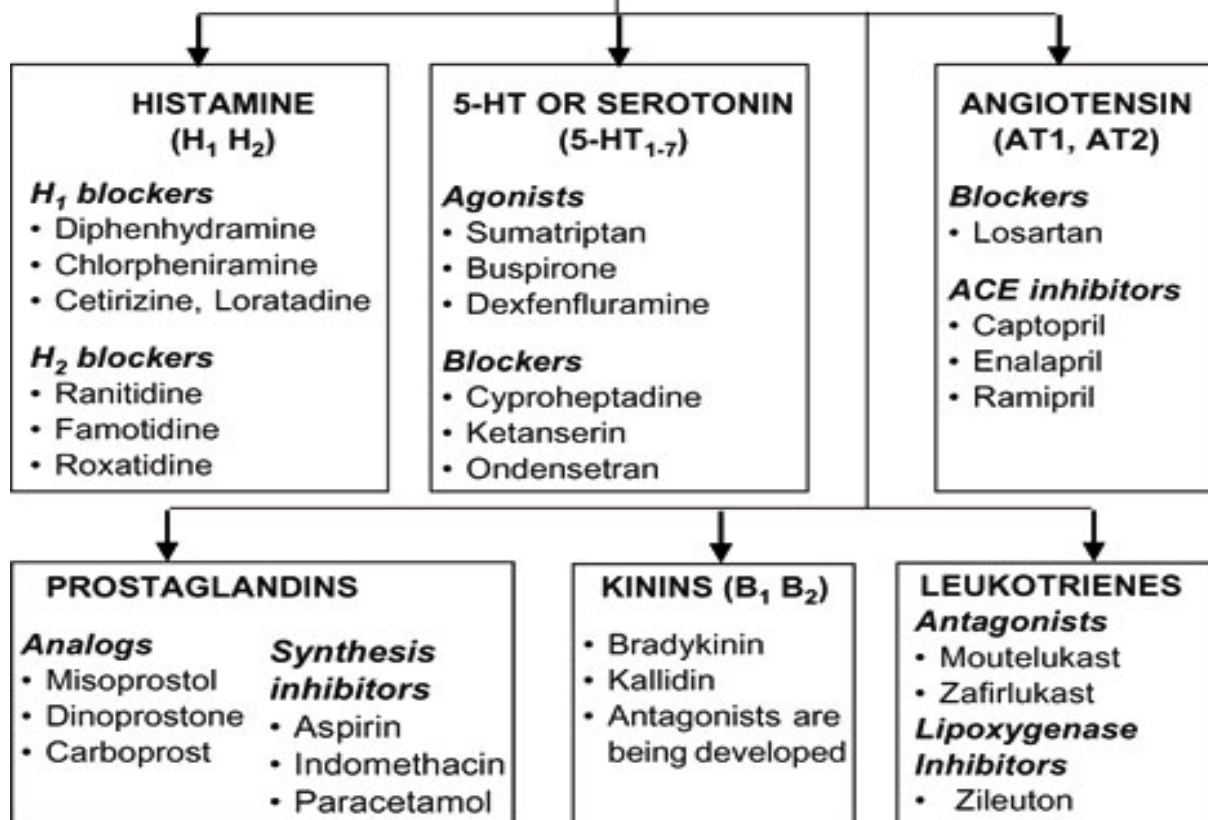 HISTAMINE
(H₁ H₂)
H₁ blockers
• Diphenhydramine
• Chlorpheniramine
• Cetirizine, Loratadine
H₂ blockers
• Ranitidine
• Famotidine
• Roxatidine
5-HT OR SEROTONIN
(5-HT₁₋₇)
Agonists
• Sumatriptan
• Buspirone
• Dexfenfluramine
Blockers
• Cyproheptadine
• Ketanserin
• Ondensetran
ANGIOTENSIN
(AT1, AT2)
Blockers
• Losartan
ACE inhibitors
• Captopril
• Enalapril
• Ramipril
PROSTAGLANDINS
Analogs
• Misoprostol
• Dinoprostone
• Carboprost
Synthesis
inhibitors
• Aspirin
• Indomethacin
• Paracetamol
KININS (B₁ B₂)
• Bradykinin
• Kallidin
• Antagonists are
being developed
LEUKOTRIENES
Antagonists
• Moutelukast
• Zafirlukast
Lipoxygenase
Inhibitors
• Zileuton